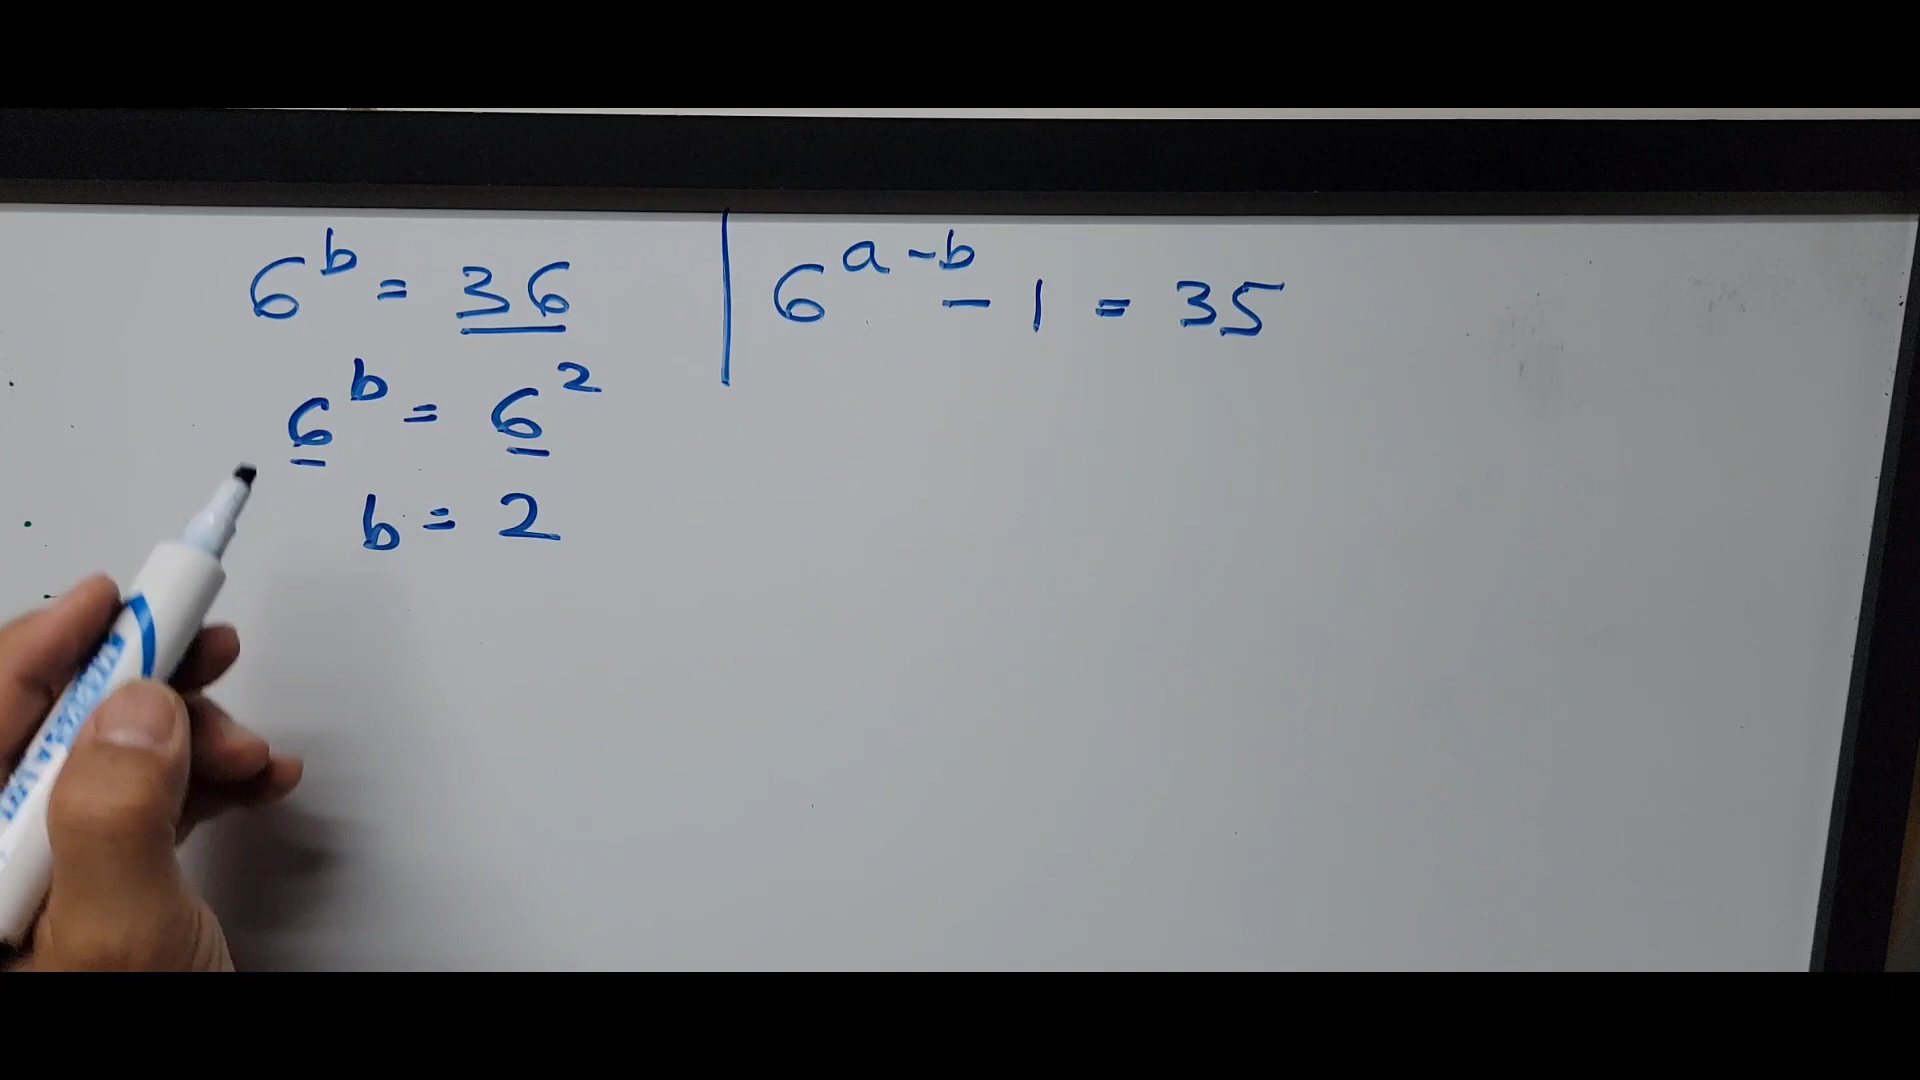 6^b = 36
6^b = 6^2
b = 2
6^{a-b} - 1 = 35